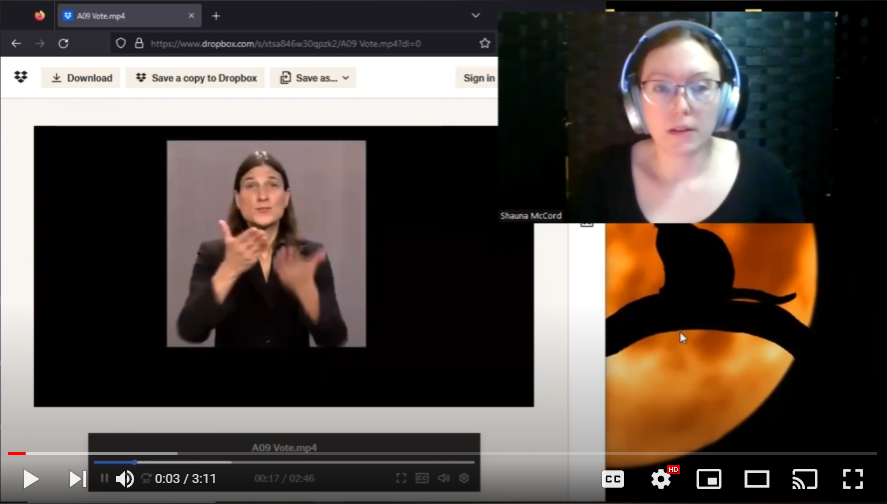 A09 Vote.mp4
https://www.dropbox.com/s/xtsa846w30qpzk2/A09 Vote.mp4?dl=0
Download
Save a copy to Dropbox
Save as...
Sign in
Shauna McCord
A09 Vote.mp4
00:17 / 02:46
0:03 / 3:11
CC
HD